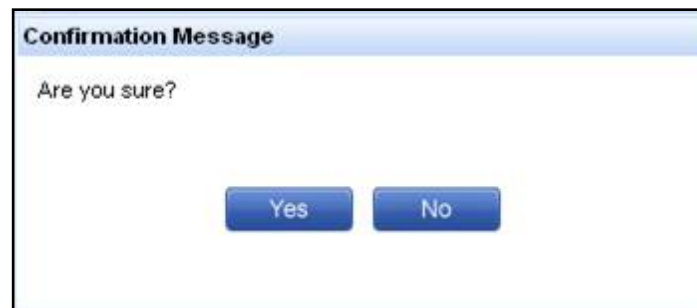 Confirmation Message
Are you sure?
Yes No